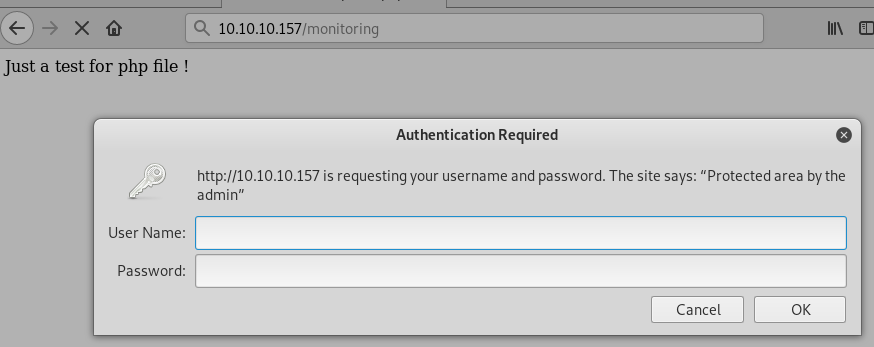 10.10.10.157/monitoring
Just a test for php file !
Authentication Required
http://10.10.10.157 is requesting your username and password. The site says: “Protected area by the
admin”
User Name:
Password:
Cancel
OK